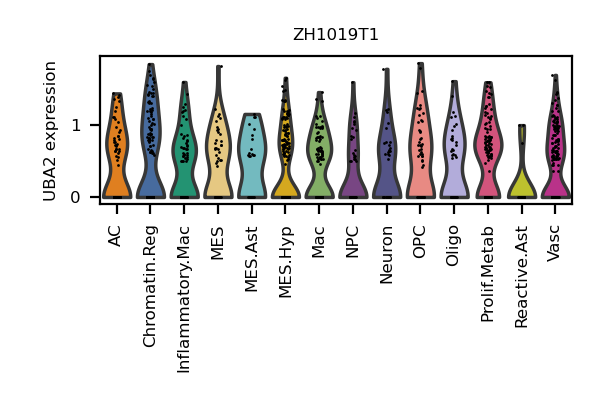 ZH1019T1
UBA2 expression
1
0
AC
Chromatin.Reg
Inflammatory.Mac
MES
MES.Ast
MES.Hyp
Mac
NPC
Neuron
OPC
Oligo
Prolif.Metab
Reactive.Ast
Vasc